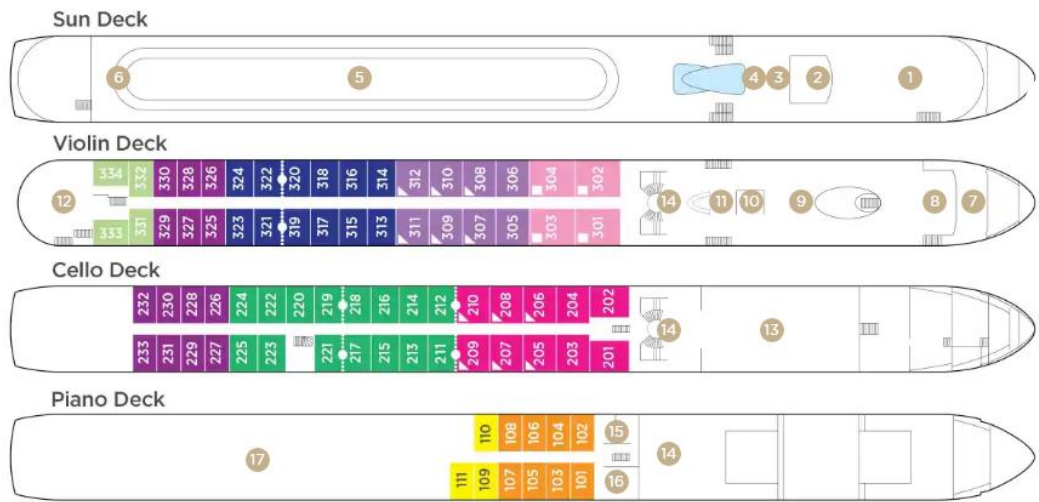 Sun Deck
6 5 4 3 2 1
Violin Deck
334 332 330 328 326 324 322 320 318 316 314 312 310 308 306 304 302
12 14 11 10 9 8 7
333 331 329 327 325 323 321 319 317 315 313 311 309 307 305 303 301
Cello Deck
232 230 228 226 224 222 220 219 218 216 214 212 210 208 206 204 202
14 13
233 231 229 227 225 223 221 217 215 213 211 209 207 205 203 201
Piano Deck
110 108 106 104 102 15
17 14
111 109 107 105 103 101 16